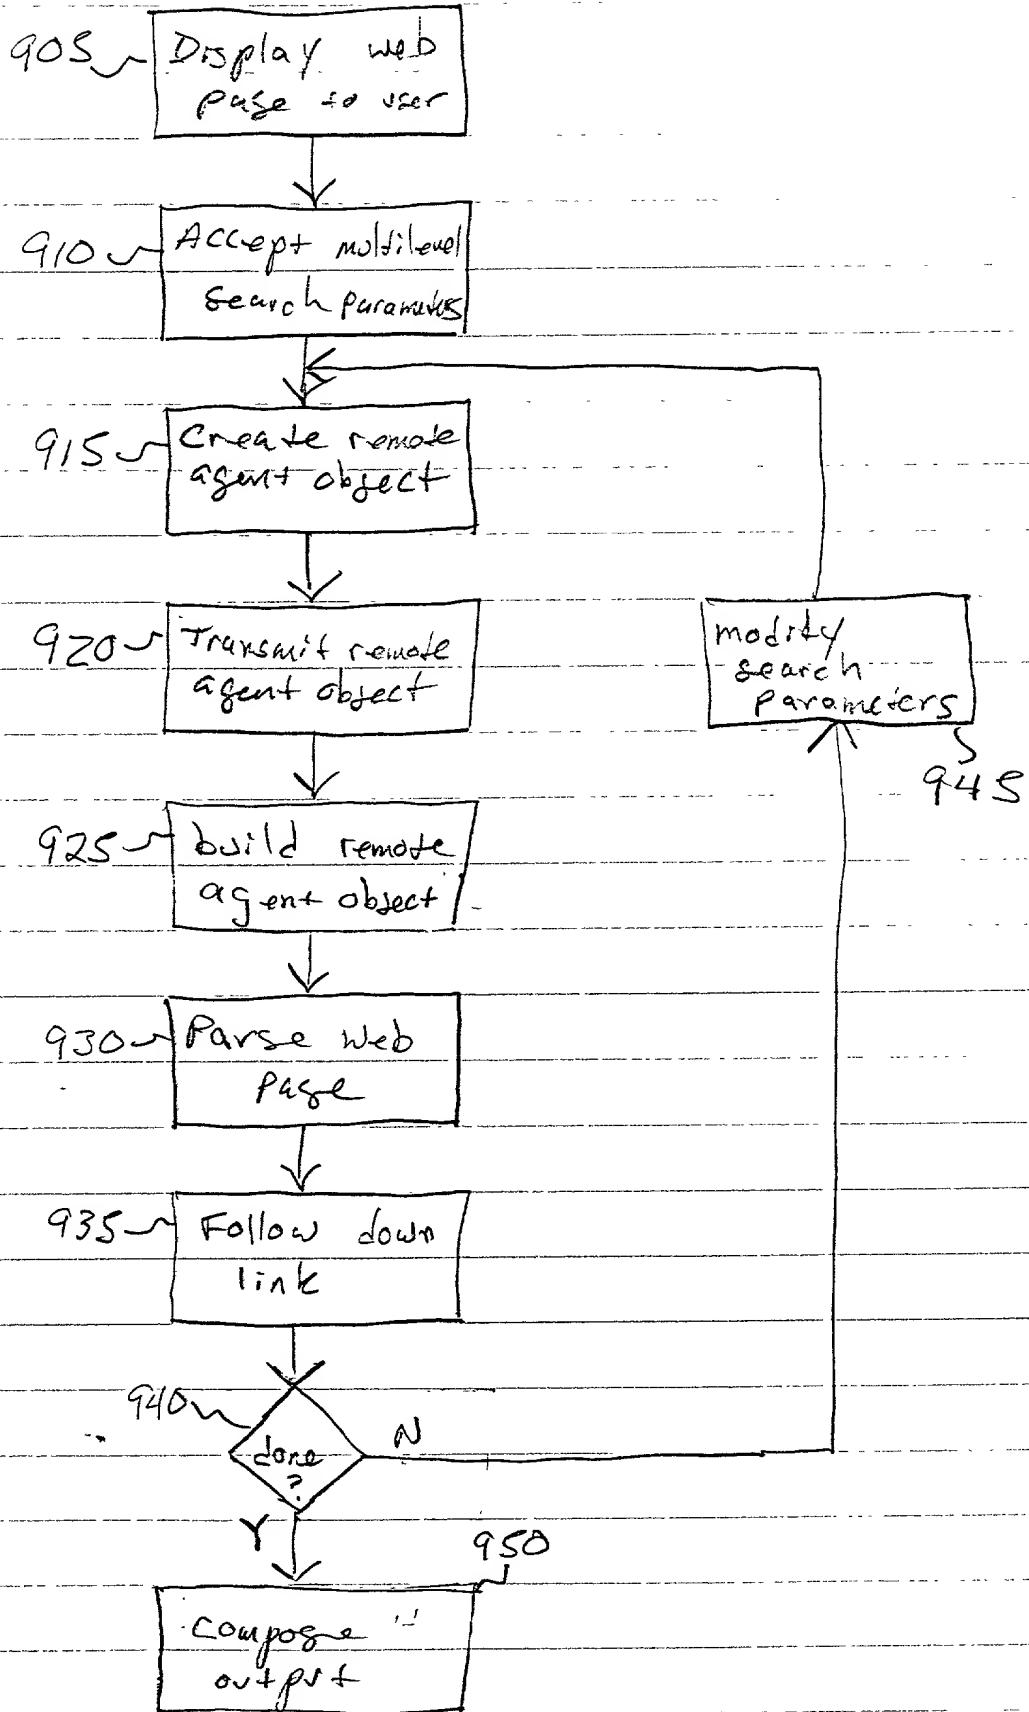 905
Display web
page to user
910
Accept multilevel
search parameters
915
Create remote
agent object
920
Transmit remote
agent object
modify
search
parameters
945
925
build remote
agent object
930
Parse web
page
935
Follow down
link
940
done
?
N
Y
950
compose
output